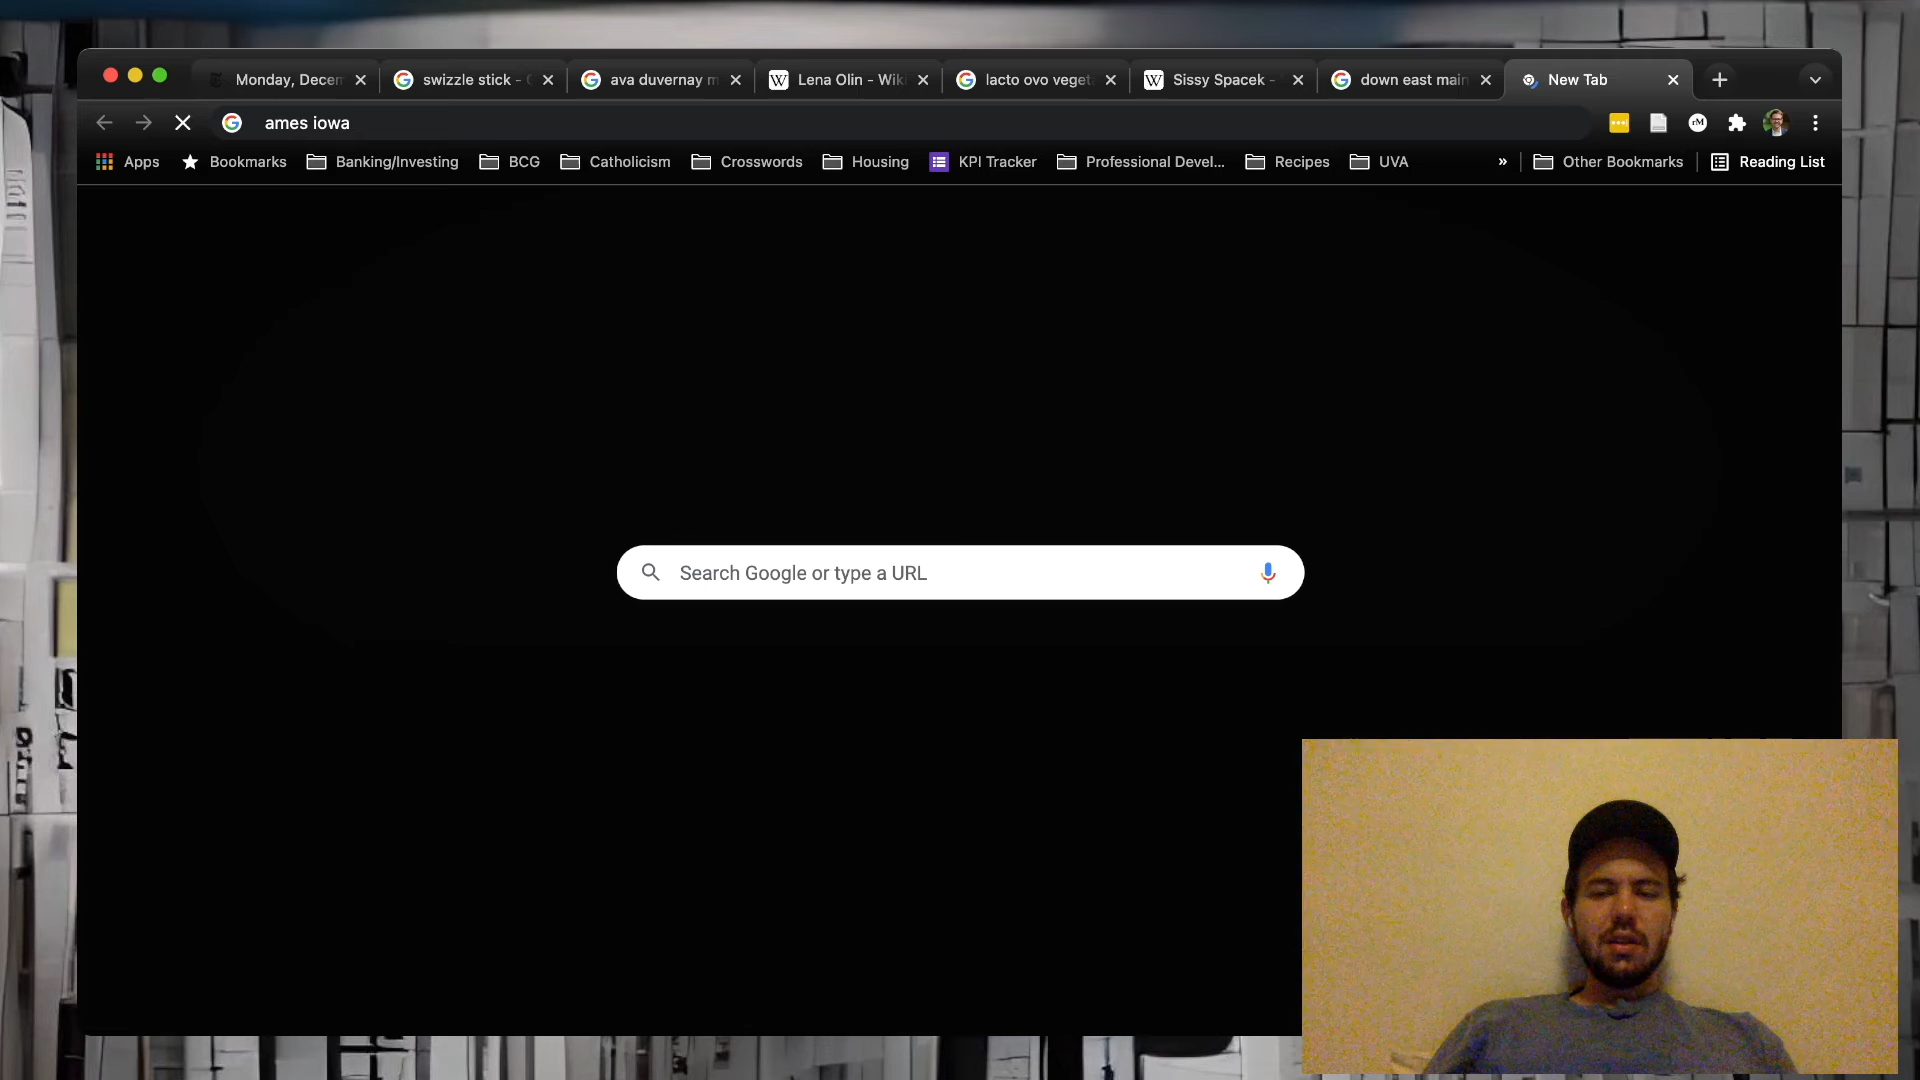 Monday, Decem
swizzle stick -
ava duvernay m
Lena Olin - Wiki
lacto ovo veget
Sissy Spacek -
down east main
New Tab
ames iowa
Apps
Bookmarks
Banking/Investing
BCG
Catholicism
Crosswords
Housing
KPI Tracker
Professional Devel...
Recipes
UVA
»
Other Bookmarks
Reading List
Search Google or type a URL